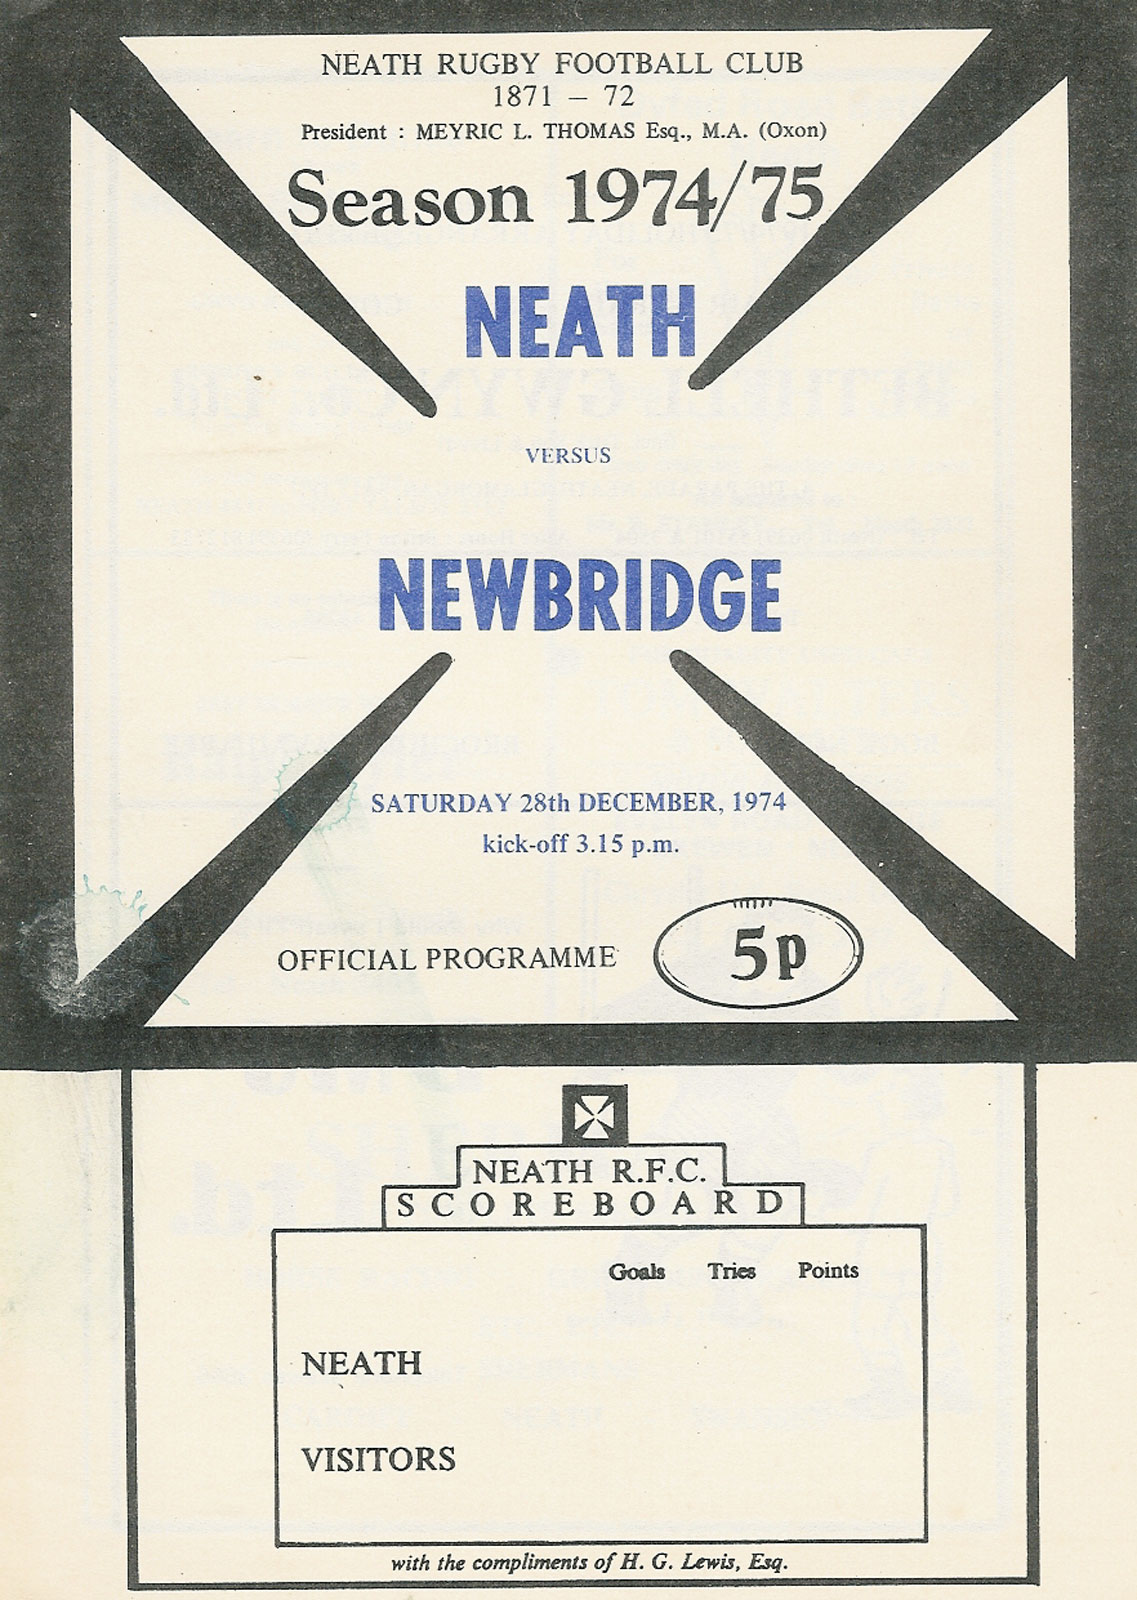 NEATH RUGBY FOOTBALL CLUB
1871 – 72
President : MEYRIC L. THOMAS Esq., M.A. (Oxon)
Season 1974/75
NEATH
VERSUS
NEWBRIDGE
SATURDAY 28th DECEMBER, 1974
kick-off 3.15 p.m.
OFFICIAL PROGRAMME 5p
NEATH R.F.C.
SCOREBOARD
Goals Tries Points
NEATH
VISITORS
with the compliments of H. G. Lewis, Esq.